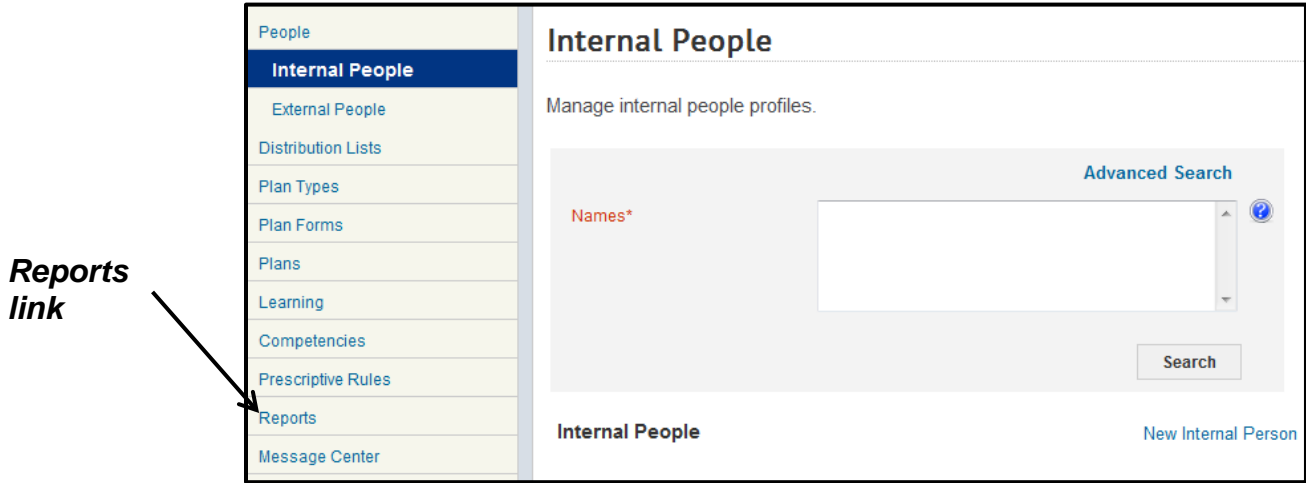 Reports
link
People
Internal People
External People
Distribution Lists
Plan Types
Plan Forms
Plans
Learning
Competencies
Prescriptive Rules
Reports
Message Center
Internal People
Manage internal people profiles.
Advanced Search
Names*
?
Search
Internal People
New Internal Person